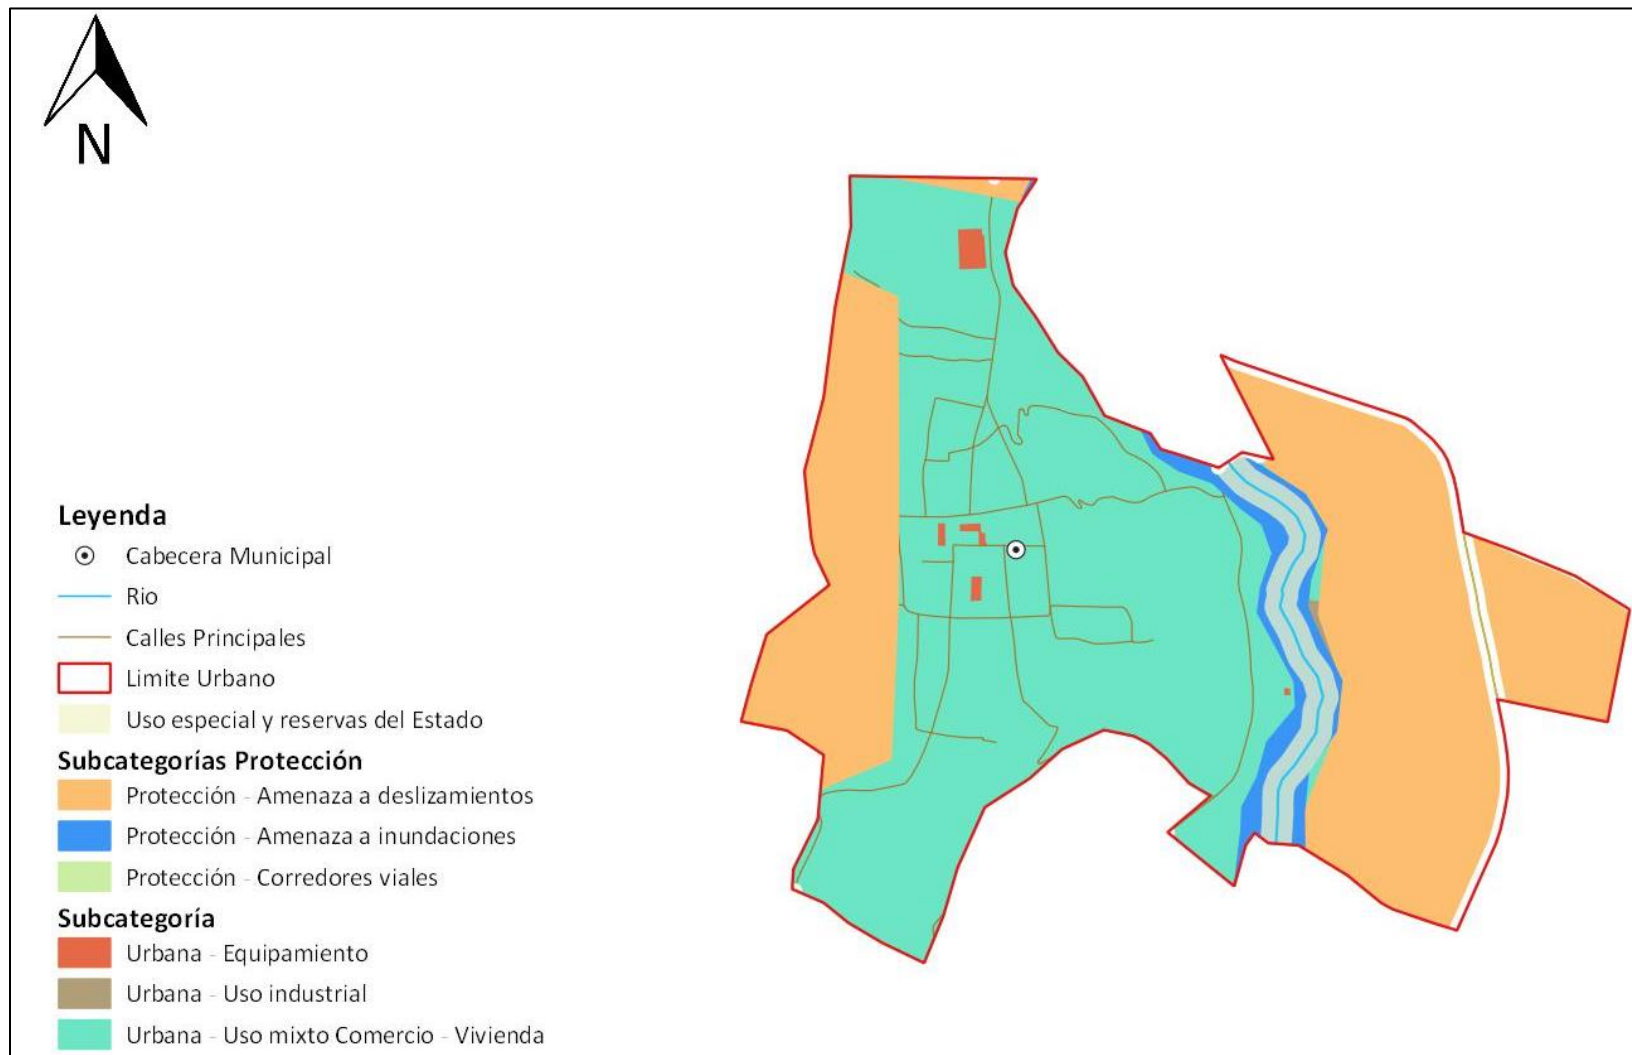 N
Leyenda
Cabecera Municipal
Rio
Calles Principales
Limite Urbano
Uso especial y reservas del Estado
Subcategorías Protección
Protección - Amenaza a deslizamientos
Protección - Amenaza a inundaciones
Protección - Corredores viales
Subcategoría
Urbana - Equipamiento
Urbana - Uso industrial
Urbana - Uso mixto Comercio - Vivienda